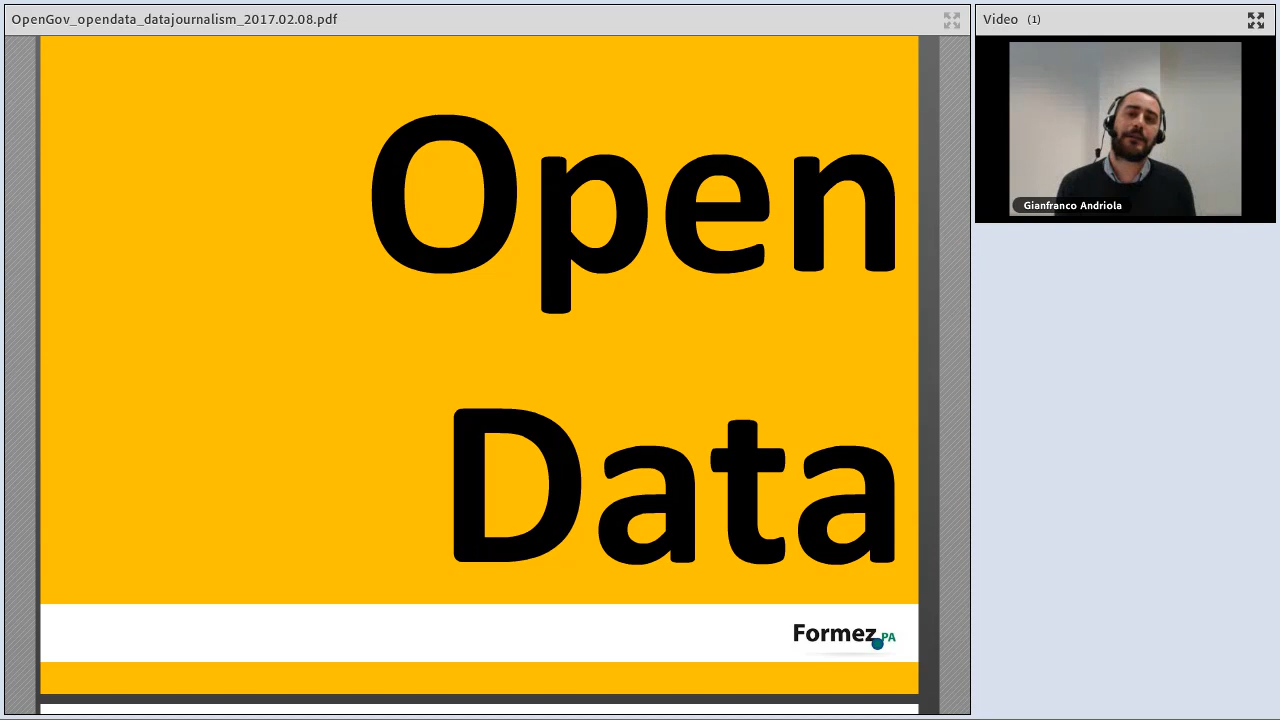 OpenGov_opendata_datajournalism_2017.02.08.pdf
Video (1)
Gianfranco Andriola
Open
Data
Formez PA